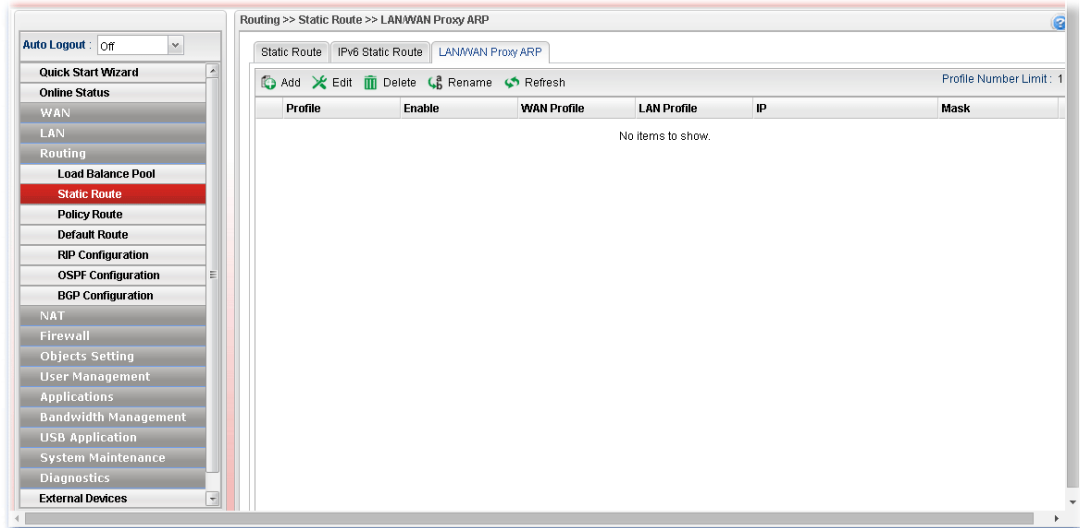 Routing >> Static Route >> LAN/WAN Proxy ARP
Auto Logout : Off
Quick Start Wizard
Online Status
WAN
LAN
Routing
Load Balance Pool
Static Route
Policy Route
Default Route
RIP Configuration
OSPF Configuration
BGP Configuration
NAT
Firewall
Objects Setting
User Management
Applications
Bandwidth Management
USB Application
System Maintenance
Diagnostics
External Devices
Static Route IPv6 Static Route LAN/WAN Proxy ARP
Add Edit Delete Rename Refresh Profile Number Limit : 1
Profile Enable WAN Profile LAN Profile IP Mask
No items to show.